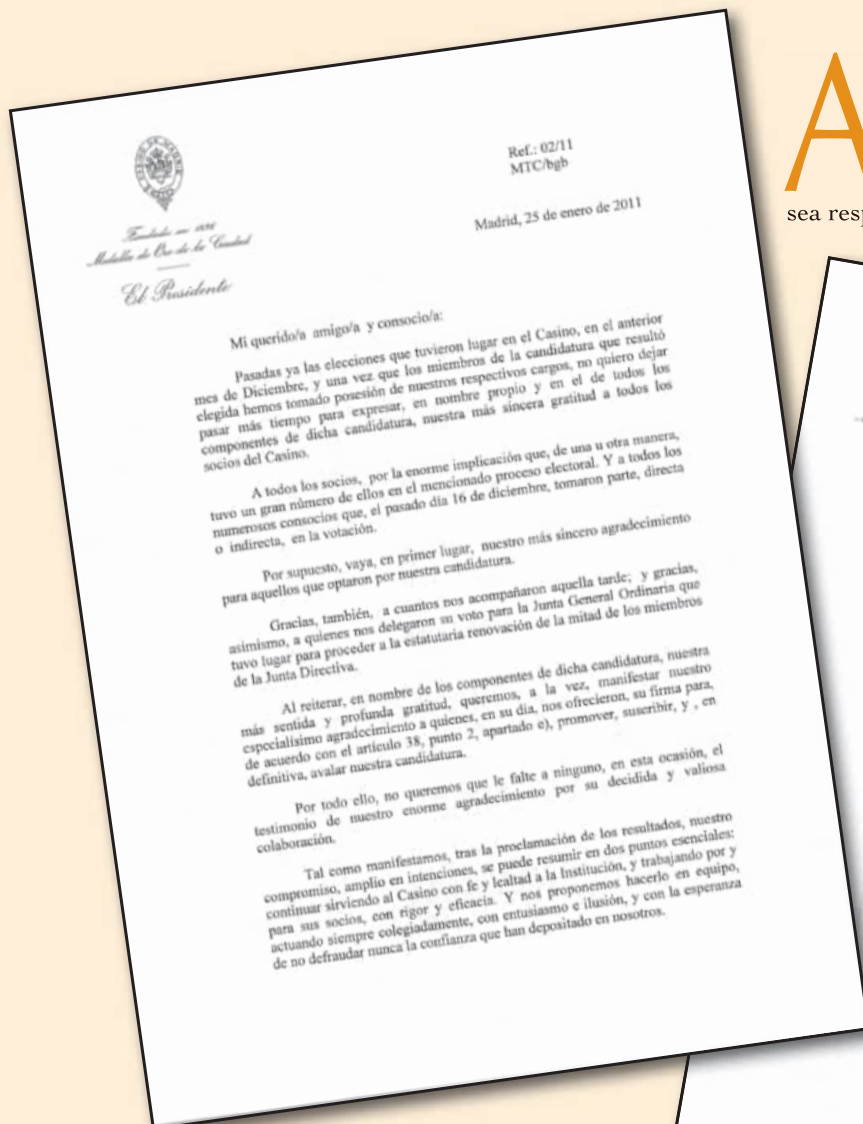 CASINO DE MADRID
Fundado en 1836
Medalla de Oro de la Ciudad
El Presidente
Ref.: 02/11
MTC/bgb
Madrid, 25 de enero de 2011
Mi querido/a amigo/a y consocio/a:
Pasadas ya las elecciones que tuvieron lugar en el Casino, en el anterior
mes de Diciembre, y una vez que los miembros de la candidatura que resultó
elegida hemos tomado posesión de nuestros respectivos cargos, no quiero dejar
pasar más tiempo para expresar, en nombre propio y en el de todos los
componentes de dicha candidatura, nuestra más sincera gratitud a todos los
socios del Casino.
A todos los socios, por la enorme implicación que, de una u otra manera,
tuvo un gran número de ellos en el mencionado proceso electoral. Y a todos los
numerosos consocios que, el pasado día 16 de diciembre, tomaron parte, directa
o indirecta, en la votación.
Por supuesto, vaya, en primer lugar, nuestro más sincero agradecimiento
para aquellos que optaron por nuestra candidatura.
Gracias, también, a cuantos nos acompañaron aquella tarde; y gracias,
asimismo, a quienes nos delegaron su voto para la Junta General Ordinaria que
tuvo lugar para proceder a la estatutaria renovación de la mitad de los miembros
de la Junta Directiva.
Al reiterar, en nombre de los componentes de dicha candidatura, nuestra
más sentida y profunda gratitud, queremos, a la vez, manifestar nuestro
especialísimo agradecimiento a quienes, en su día, nos ofrecieron, su firma para,
de acuerdo con el artículo 38, punto 2, apartado e), promover, suscribir, y , en
definitiva, avalar nuestra candidatura.
Por todo ello, no queremos que le falte a ninguno, en esta ocasión, el
testimonio de nuestro enorme agradecimiento por su decidida y valiosa
colaboración.
Tal como manifestamos, tras la proclamación de los resultados, nuestro
compromiso, amplio en intenciones, se puede resumir en dos puntos esenciales:
continuar sirviendo al Casino con fe y lealtad a la Institución, y trabajando por y
para sus socios, con rigor y eficacia. Y nos proponemos hacerlo en equipo,
actuando siempre colegiadamente, con entusiasmo e ilusión, y con la esperanza
de no defraudar nunca la confianza que han depositado en nosotros.
A
sea resp